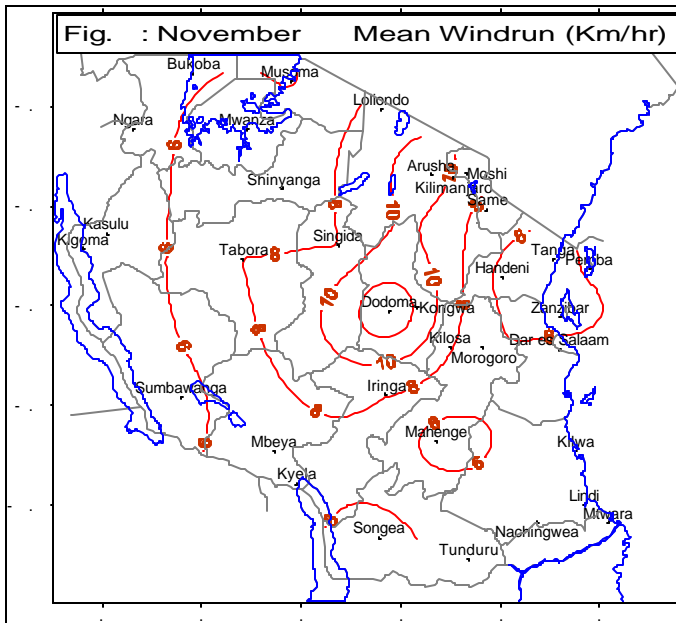 Fig. : November Mean Windrun (Km/hr)
Bukoba
Musoma
Loliondo
Ngara
Mwanza
Arusha
Moshi
Kilimanjaro
Shinyanga
Same
Kasulu
Kigoma
Singida
Tabora
Tanga
Pemba
Handeni
Dodoma
Kongwa
Zanzibar
Kilosa
Dar es Salaam
Morogoro
Sumbawanga
Iringa
Mahenge
Mbeya
Kilwa
Kyela
Lindi
Mtwara
Songea
Nachingwea
Tunduru
8
10
8
10
10
10
6
8
6
6
8